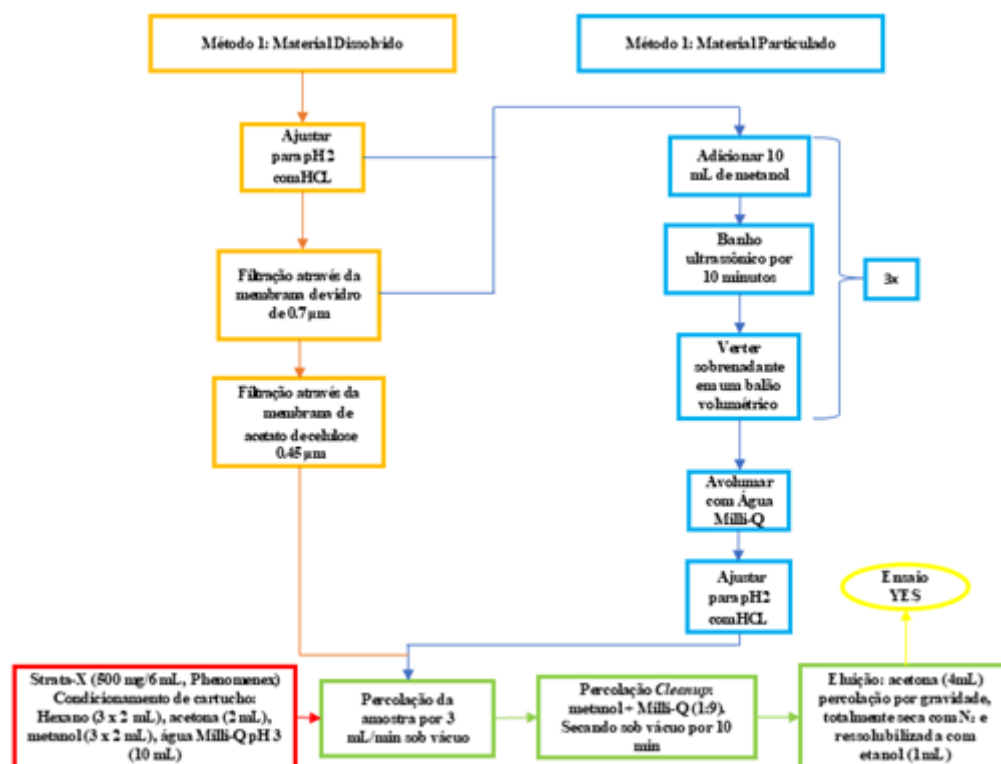 Método 1: Material Dissolvido
Método 1: Material Particulado
Ajustar
para pH 2
com HCL
Filtração através da
membrana de vidro
de 0.7 µm
Filtração através da
membrana de
acetato de celulose
0.45 µm
Adicionar 10
mL de metanol
Banho
ultrassônico por
10 minutos
Verter
sobrenadante
em um balão
volumétrico
3x
Avolumar
com Água
Milli-Q
Ajustar
para pH2
com HCL
Ensaio
YES
Strata-X (500 mg/6 mL, Phenomenex)
Condicionamento de cartucho:
Hexano (3 x 2 mL), acetona (2 mL),
metanol (3 x 2 mL), água Milli-Q pH 3
(10 mL)
Percolação da
amostra por 3
mL/min sob vácuo
Percolação Cleanup:
metanol + Milli-Q (1:9).
Secando sob vácuo por 10
min
Eluição: acetona (4mL)
percolação por gravidade,
totalmente seca com N₂ e
ressolubilizada com
etanol (1mL)